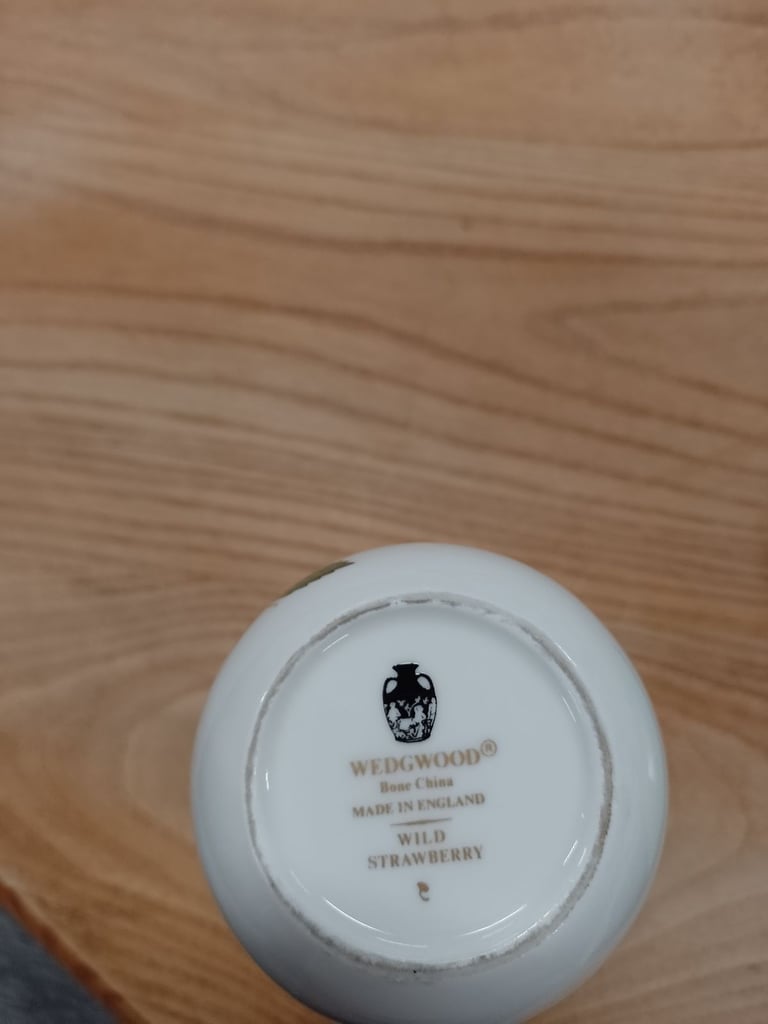 WEDGWOOD®
Bone China
MADE IN ENGLAND
WILD
STRAWBERRY